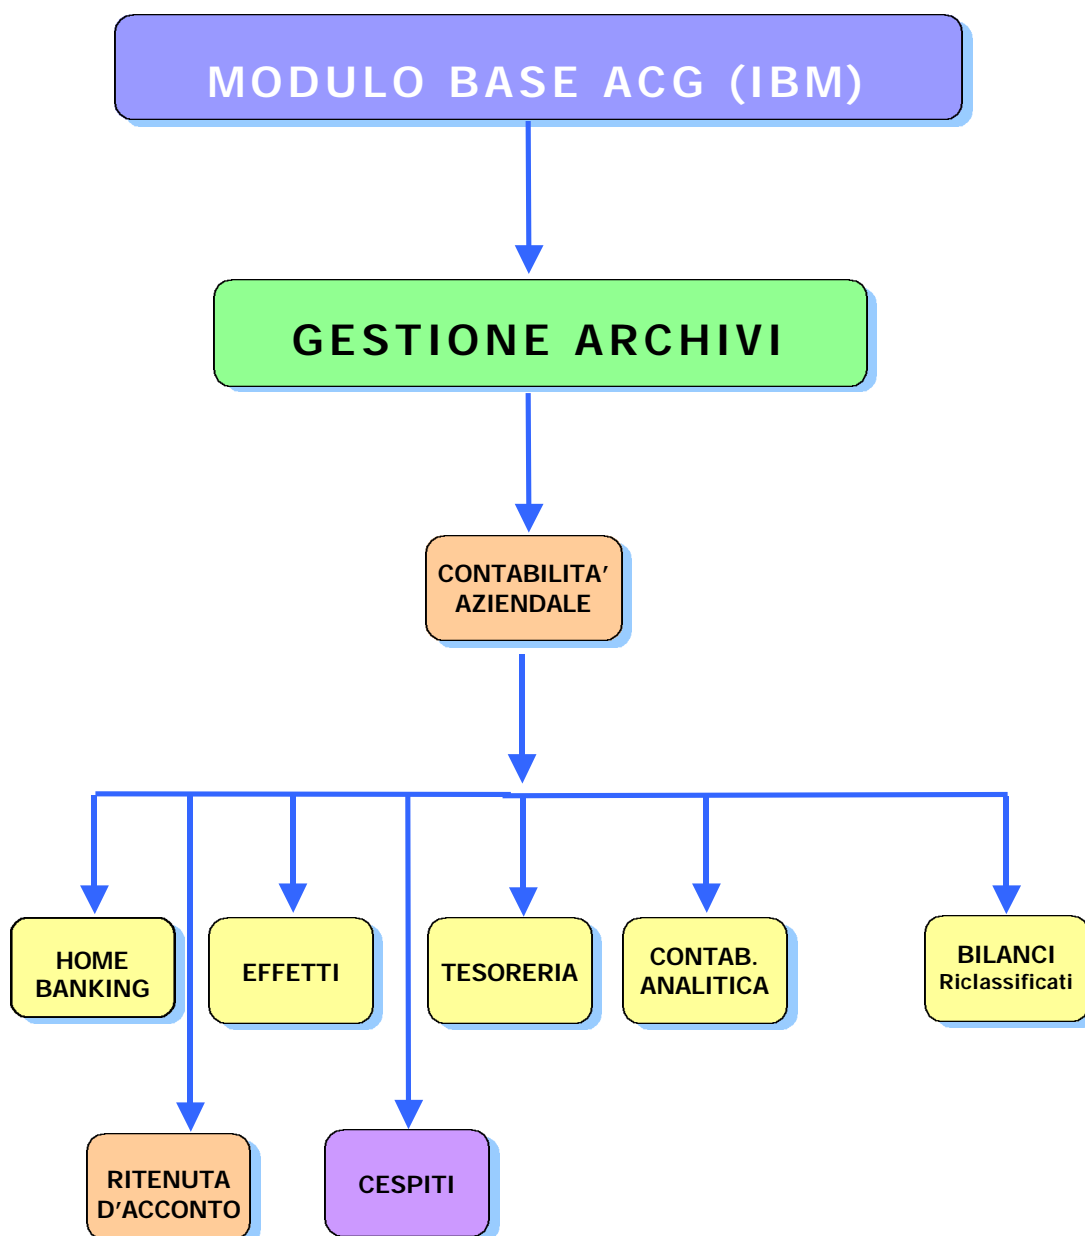 MODULO BASE ACG (IBM)
GESTIONE ARCHIVI
CONTABILITA’
AZIENDALE
HOME
BANKING
EFFETTI
TESORERIA
CONTAB.
ANALITICA
BILANCI
Riclassificati
RITENUTA
D’ACCONTO
CESPITI